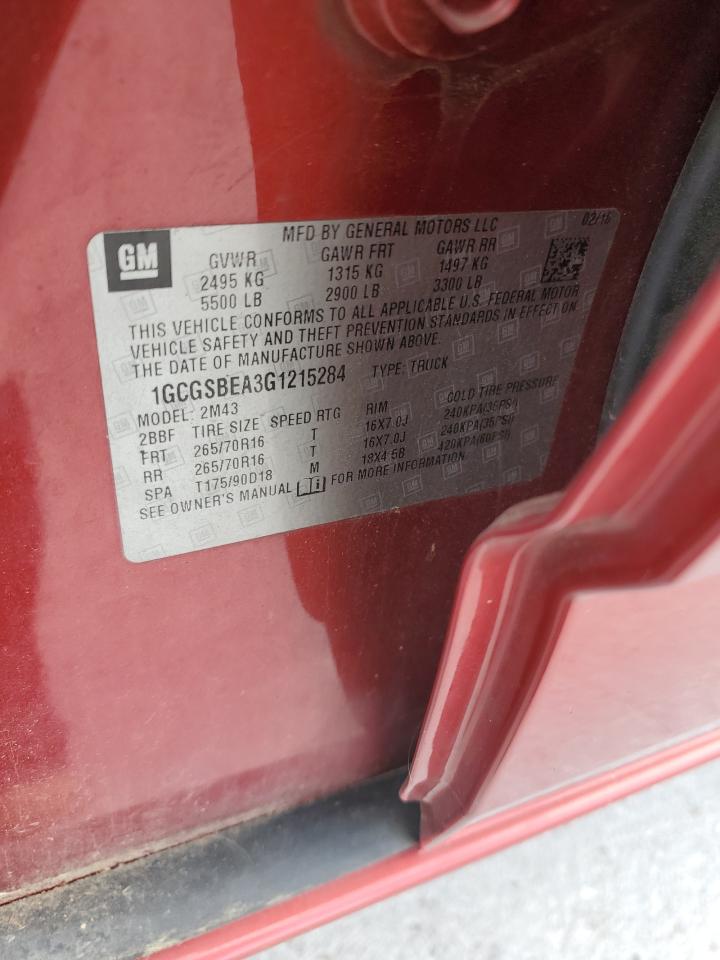 GM
MFD BY GENERAL MOTORS LLC 02/16
GVWR GAWR FRT GAWR RR
2495 KG 1315 KG 1497 KG
5500 LB 2900 LB 3300 LB
THIS VEHICLE CONFORMS TO ALL APPLICABLE U.S. FEDERAL MOTOR
VEHICLE SAFETY AND THEFT PREVENTION STANDARDS IN EFFECT ON
THE DATE OF MANUFACTURE SHOWN ABOVE.
1GCGSBEA3G1215284 TYPE: TRUCK
MODEL: 2M43
2BBF TIRE SIZE SPEED RTG RIM COLD TIRE PRESSURE
FRT 265/70R16 T 16X7.0J 240KPA(35PSI)
RR 265/70R16 T 16X7.0J 240KPA(35PSI)
SPA T175/90D18 M 18X4.5B 420KPA(60PSI)
SEE OWNER'S MANUAL i FOR MORE INFORMATION